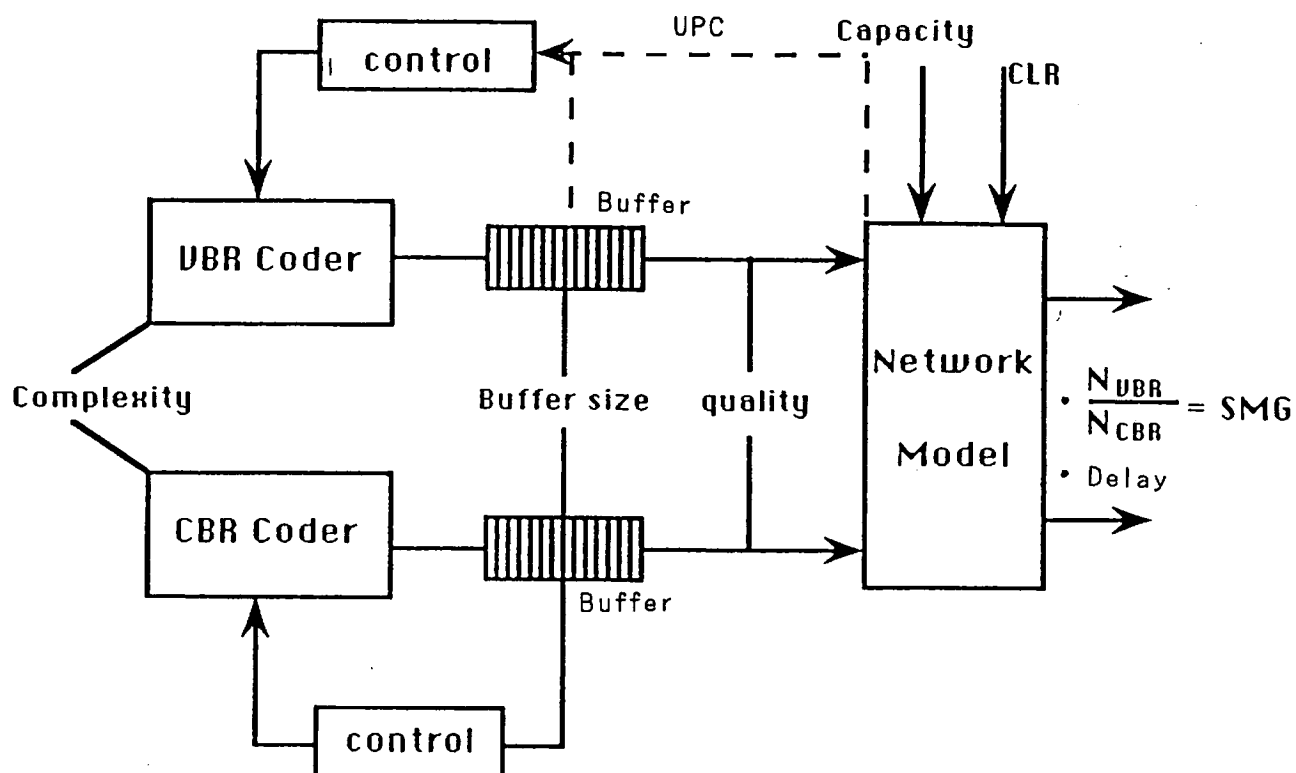 UPC
Capacity
control
CLR
Buffer
VBR Coder
Network
Model
Complexity
Buffer size
quality
N_VBR
N_CBR
= SMG
• Delay
CBR Coder
Buffer
control